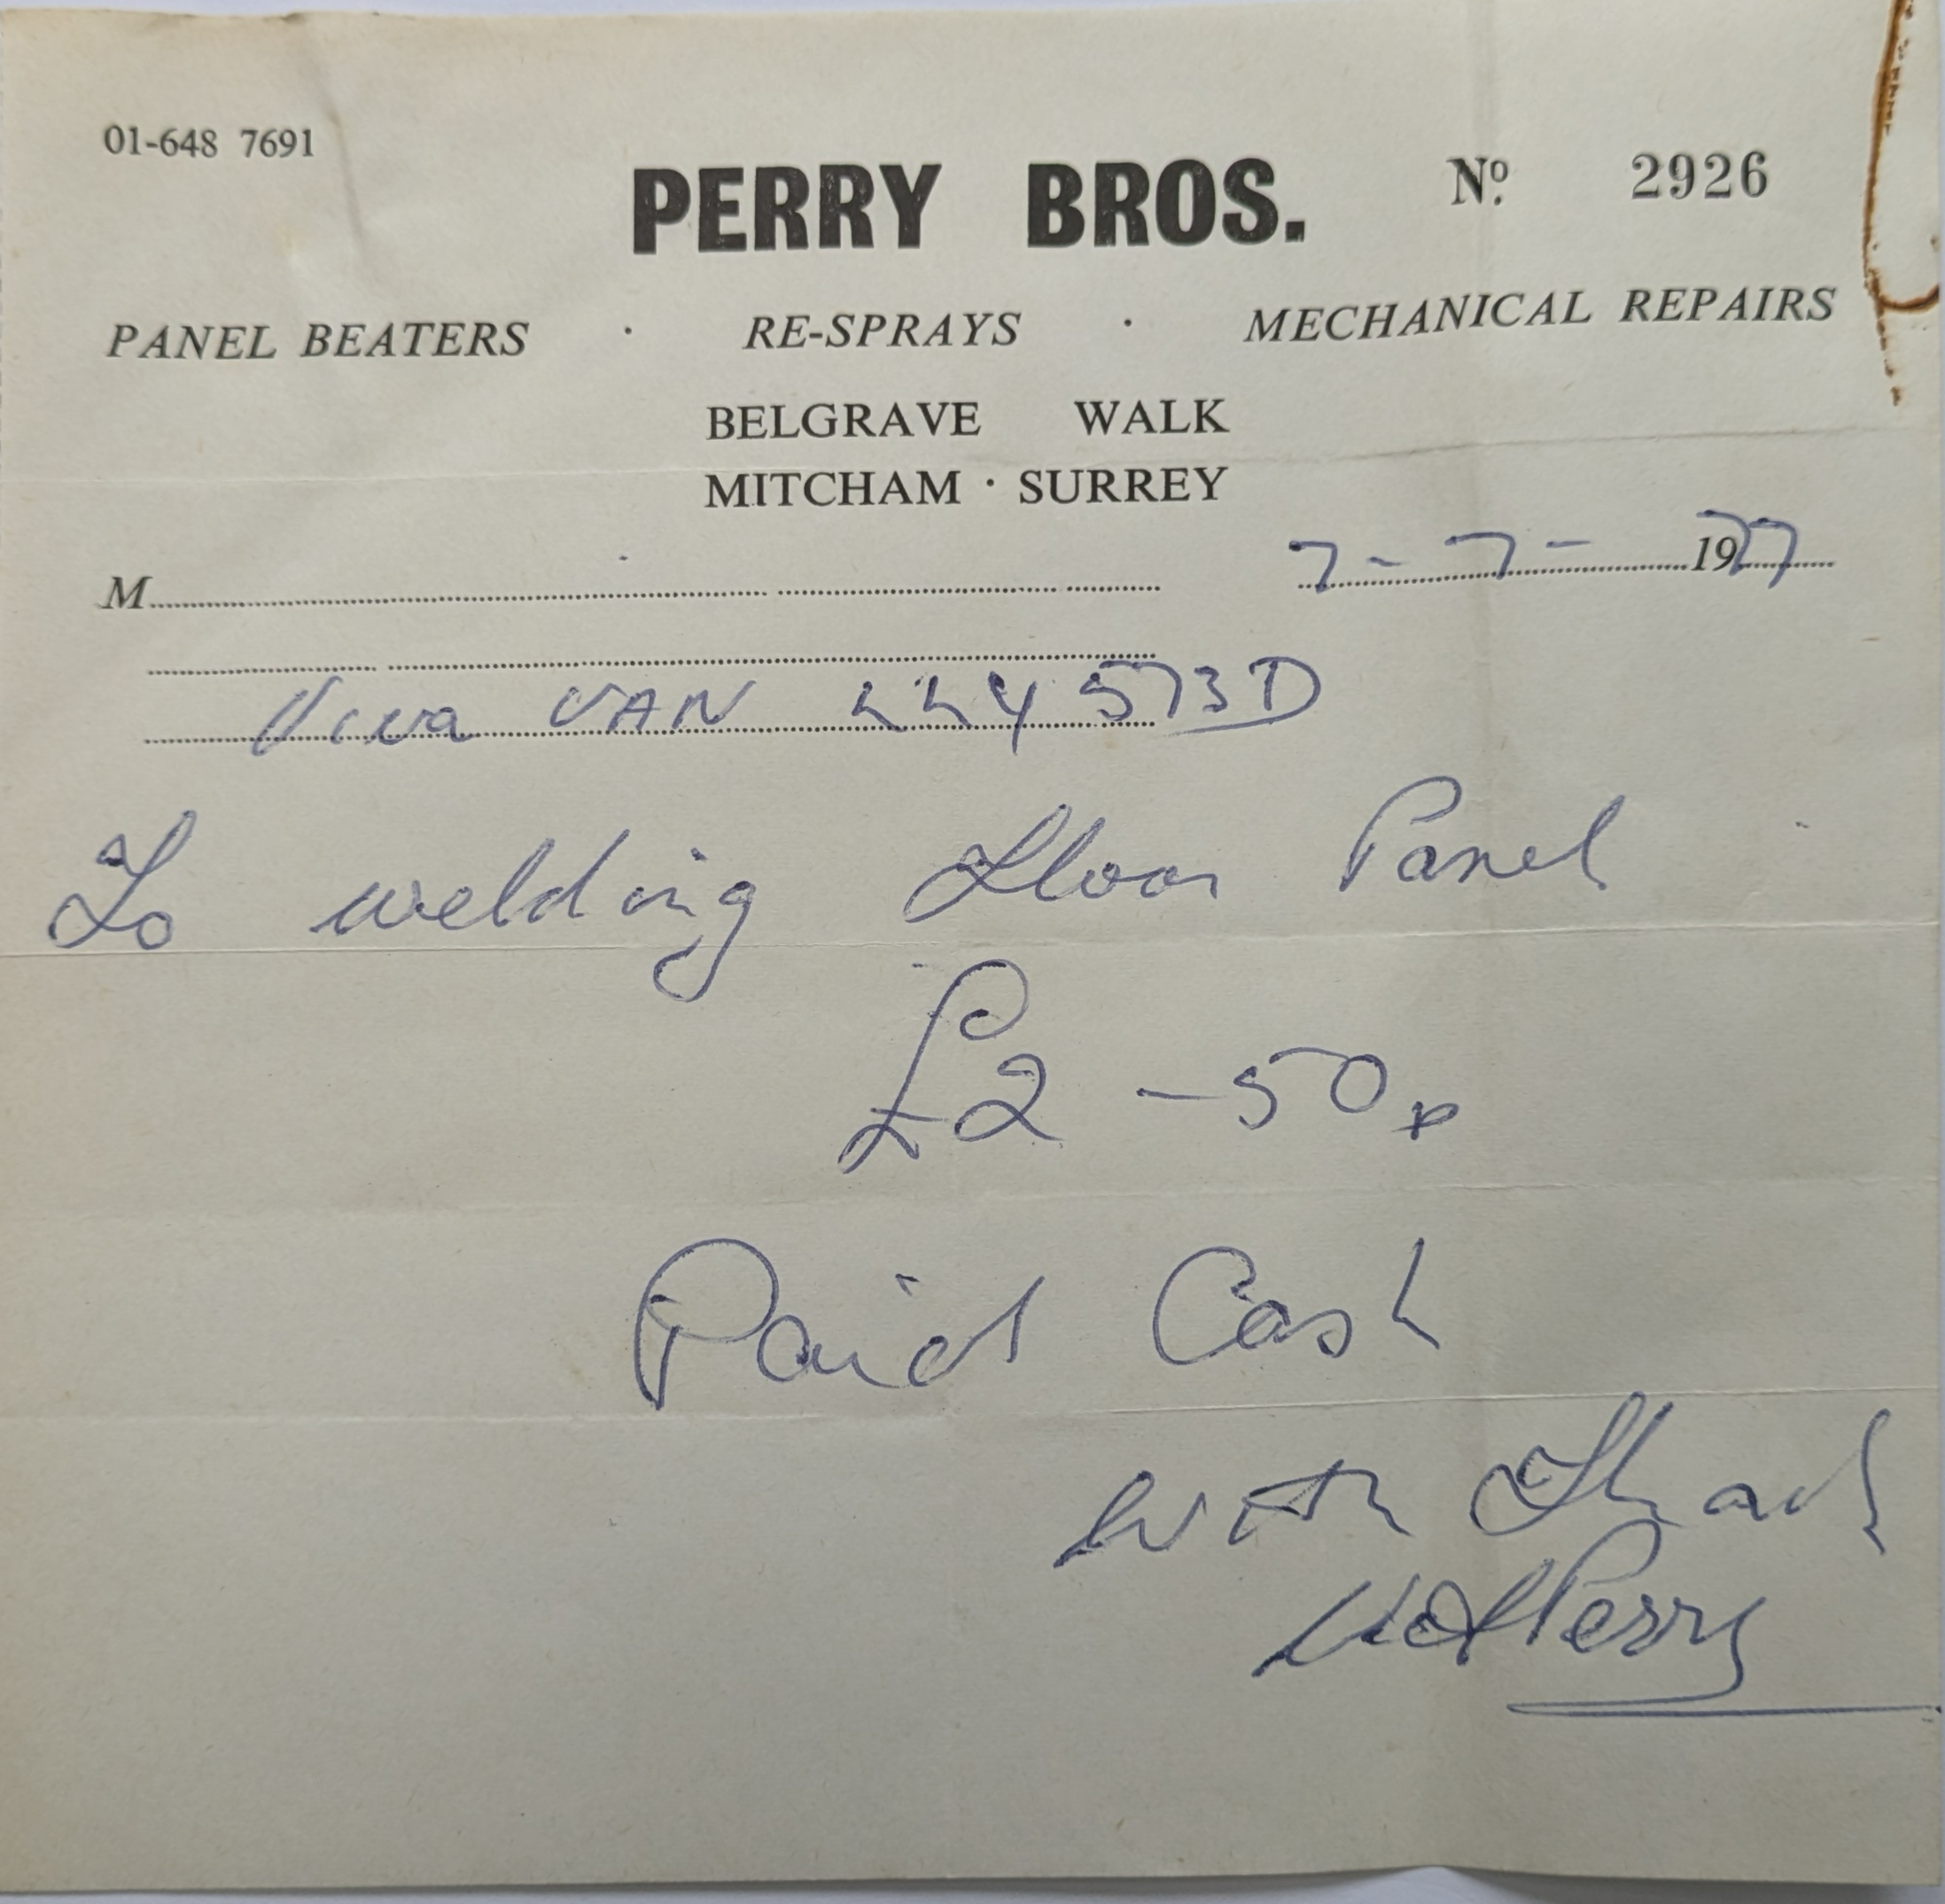 01-648 7691
PERRY BROS.
Nº 2926
PANEL BEATERS · RE-SPRAYS · MECHANICAL REPAIRS
BELGRAVE WALK
MITCHAM · SURREY
M 7-7-1977
Viva VAN LLY 573D
To welding Floor Panel
£2-50p
Paid Cash
With Thanks
Perry